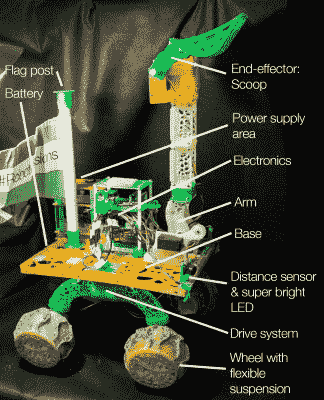 Flag post
Battery
End-effector:
Scoop
Power supply
area
Electronics
Arm
Base
Distance sensor
& super bright
LED
Drive system
Wheel with
flexible
suspension